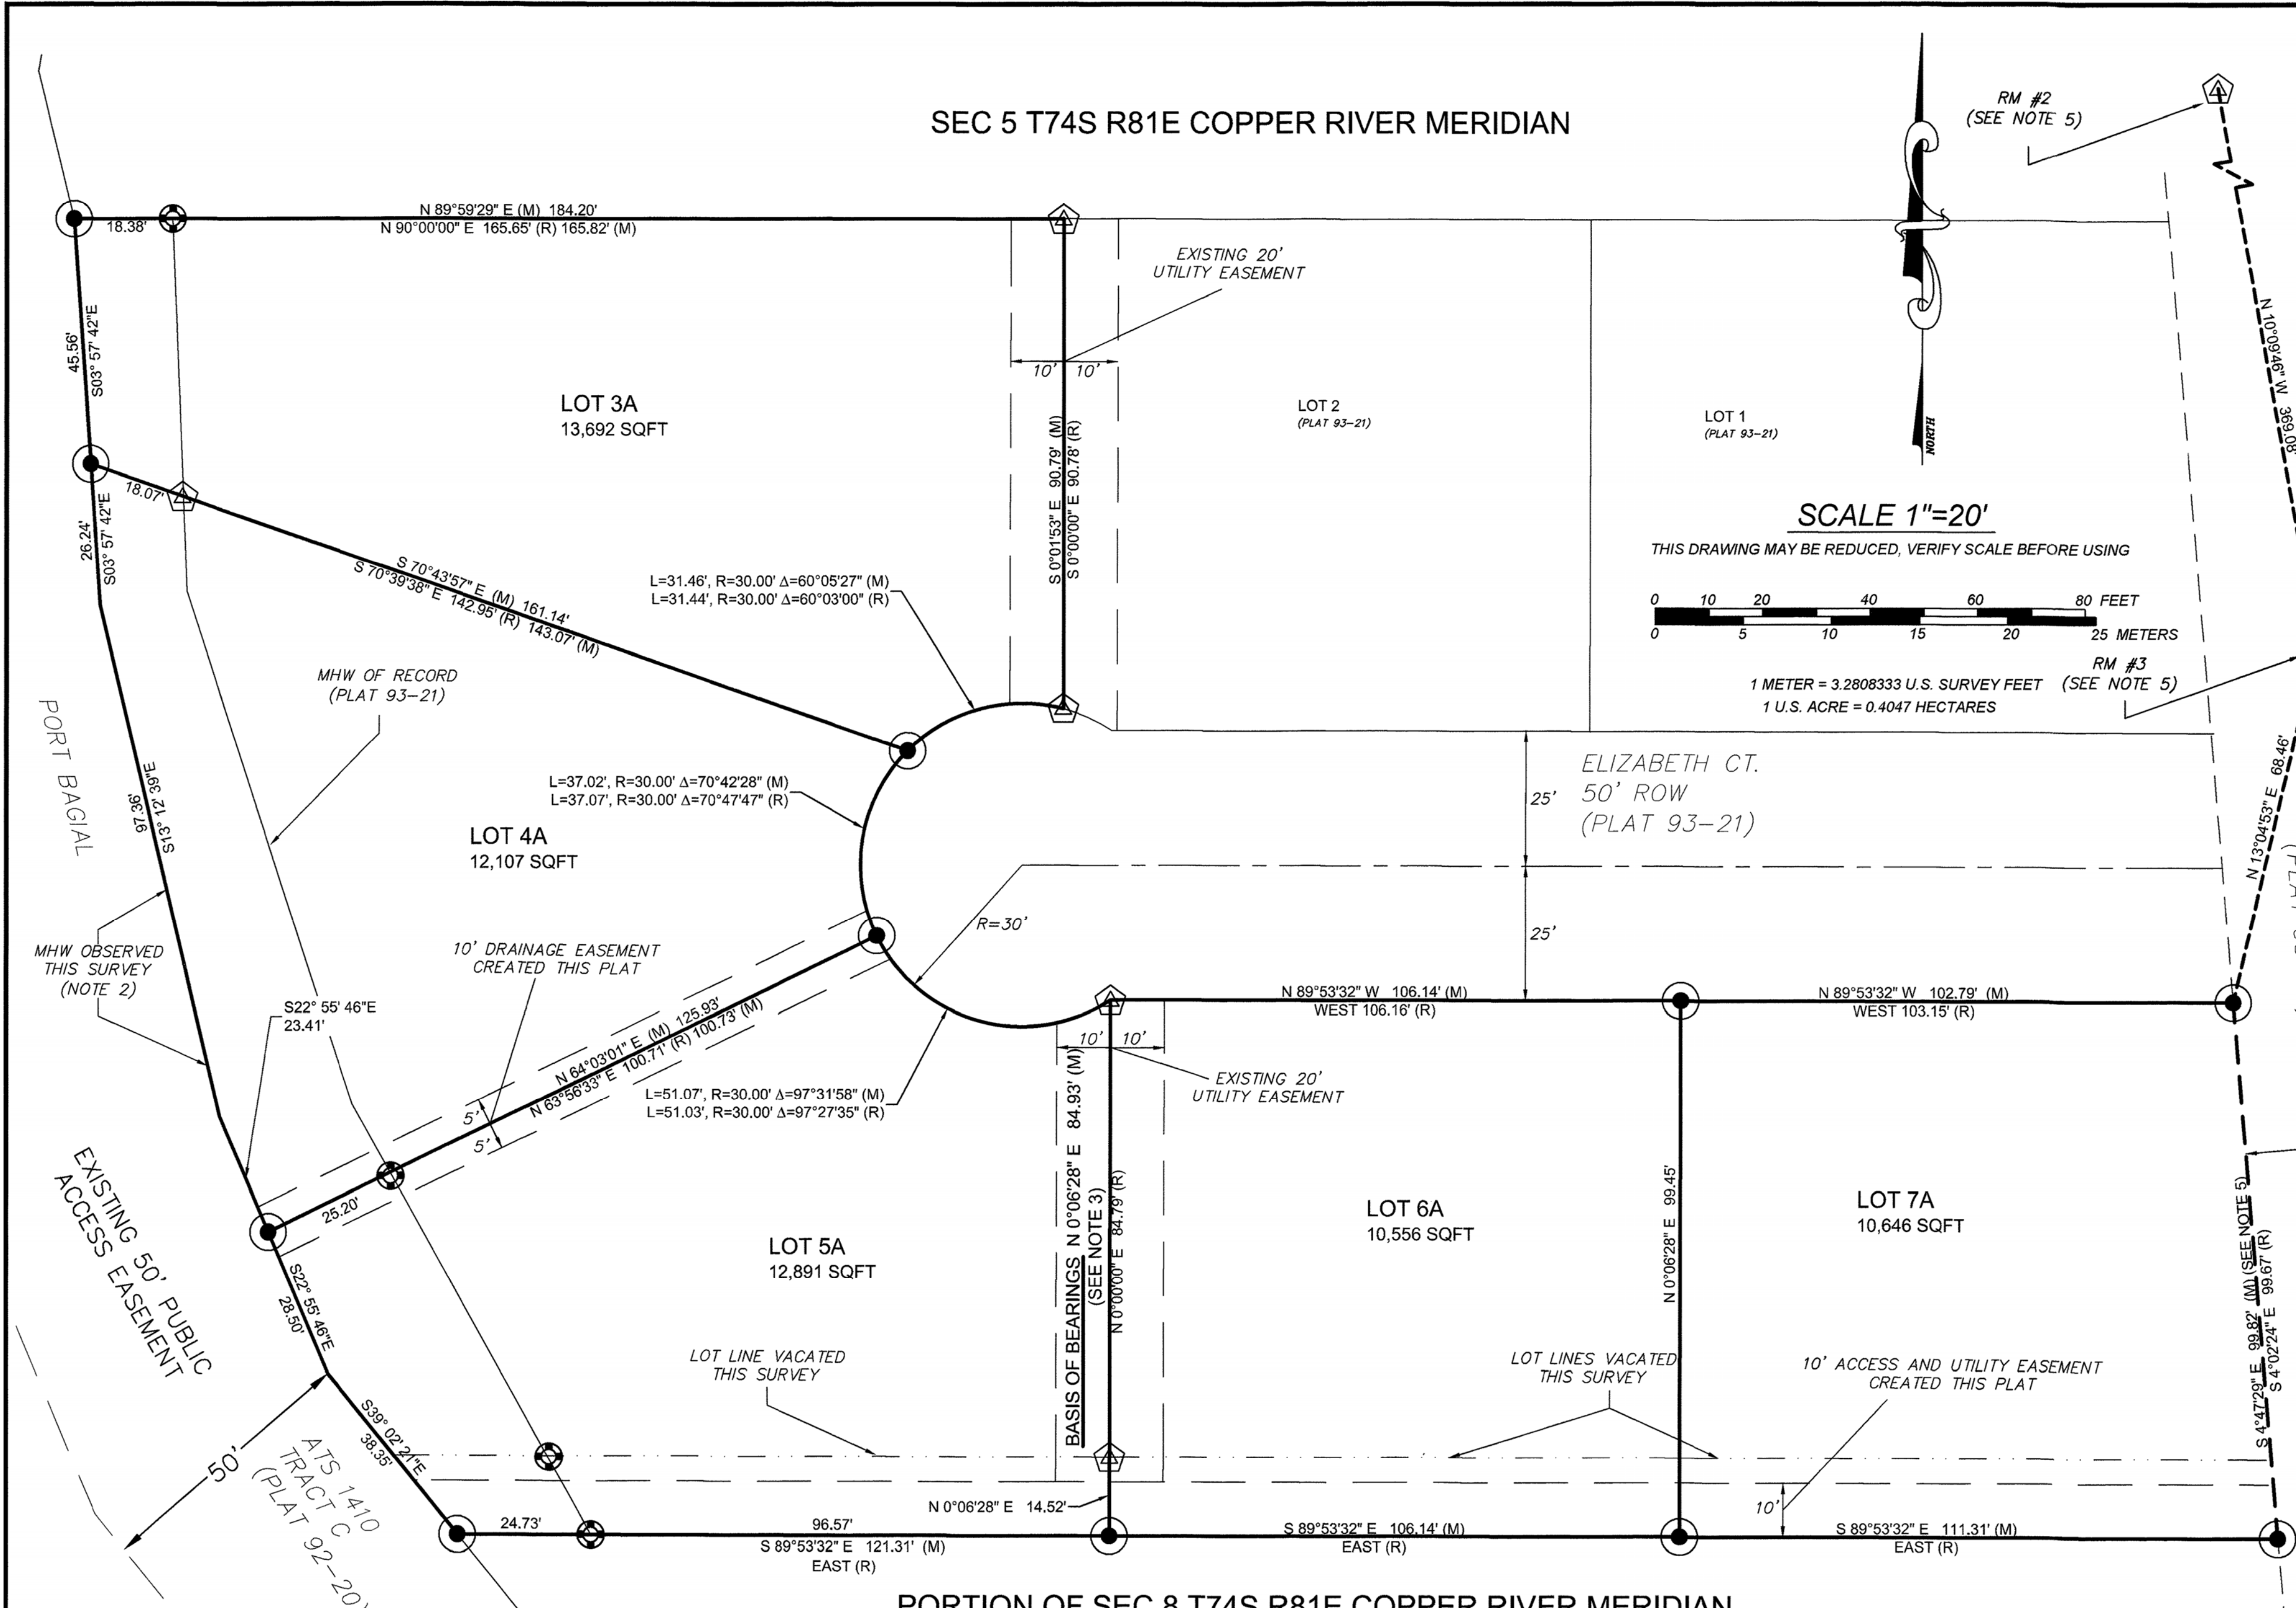 SEC 5 T74S R81E COPPER RIVER MERIDIAN
RM #2
(SEE NOTE 5)
N 89°59'29" E (M) 184.20'
18.38'
N 90°00'00" E 165.65' (R) 165.82' (M)
EXISTING 20'
UTILITY EASEMENT
10' 10'
45.56'
S03° 57' 42"E
LOT 3A
13,692 SQFT
LOT 2
(PLAT 93-21)
LOT 1
(PLAT 93-21)
NORTH
N 10°09'46" W 369.08'
S 0°01'53" E 90.79' (M)
S 0°00'00" E 90.78' (R)
18.07'
26.24'
S03° 57' 42"E
SCALE 1"=20'
THIS DRAWING MAY BE REDUCED, VERIFY SCALE BEFORE USING
0 10 20 40 60 80 FEET
0 5 10 15 20 25 METERS
1 METER = 3.2808333 U.S. SURVEY FEET
1 U.S. ACRE = 0.4047 HECTARES
RM #3
(SEE NOTE 5)
S 70°43'57" E (M) 161.14'
S 70°39'38" E 142.95' (R) 143.07' (M)
L=31.46', R=30.00' Δ=60°05'27" (M)
L=31.44', R=30.00' Δ=60°03'00" (R)
MHW OF RECORD
(PLAT 93-21)
PORT BAGIAL
97.36'
S13° 12' 39"E
L=37.02', R=30.00' Δ=70°42'28" (M)
L=37.07', R=30.00' Δ=70°47'47" (R)
LOT 4A
12,107 SQFT
ELIZABETH CT.
50' ROW
(PLAT 93-21)
25'
25'
N 13°04'53" E 68.46'
R=30'
MHW OBSERVED
THIS SURVEY
(NOTE 2)
10' DRAINAGE EASEMENT
CREATED THIS PLAT
S22° 55' 46"E
23.41'
N 64°03'01" E (M) 125.93'
N 63°56'33" E 100.71' (R) 100.73' (M)
5'
5'
25.20'
L=51.07', R=30.00' Δ=97°31'58" (M)
L=51.03', R=30.00' Δ=97°27'35" (R)
N 89°53'32" W 106.14' (M)
WEST 106.16' (R)
N 89°53'32" W 102.79' (M)
WEST 103.15' (R)
10' 10'
EXISTING 20'
UTILITY EASEMENT
BASIS OF BEARINGS N 0°06'28" E 84.93' (M)
(SEE NOTE 3)
N 0°00'00" E 84.79' (R)
EXISTING 50' PUBLIC
ACCESS EASEMENT
LOT 5A
12,891 SQFT
LOT 6A
10,556 SQFT
N 0°06'28" E 99.45'
LOT 7A
10,646 SQFT
S 4°47'29" E 99.82' (M) (SEE NOTE 5)
S 4°02'24" E 99.67' (R)
S22° 55' 46"E
28.50'
LOT LINE VACATED
THIS SURVEY
LOT LINES VACATED
THIS SURVEY
10' ACCESS AND UTILITY EASEMENT
CREATED THIS PLAT
S39° 02' 21"E
38.35'
50'
ATS 1410
TRACT C
(PLAT 92-20)
N 0°06'28" E 14.52'
10'
24.73'
96.57'
S 89°53'32" E 121.31' (M)
EAST (R)
S 89°53'32" E 106.14' (M)
EAST (R)
S 89°53'32" E 111.31' (M)
EAST (R)
PORTION OF SEC 8 T74S R81E COPPER RIVER MERIDIAN